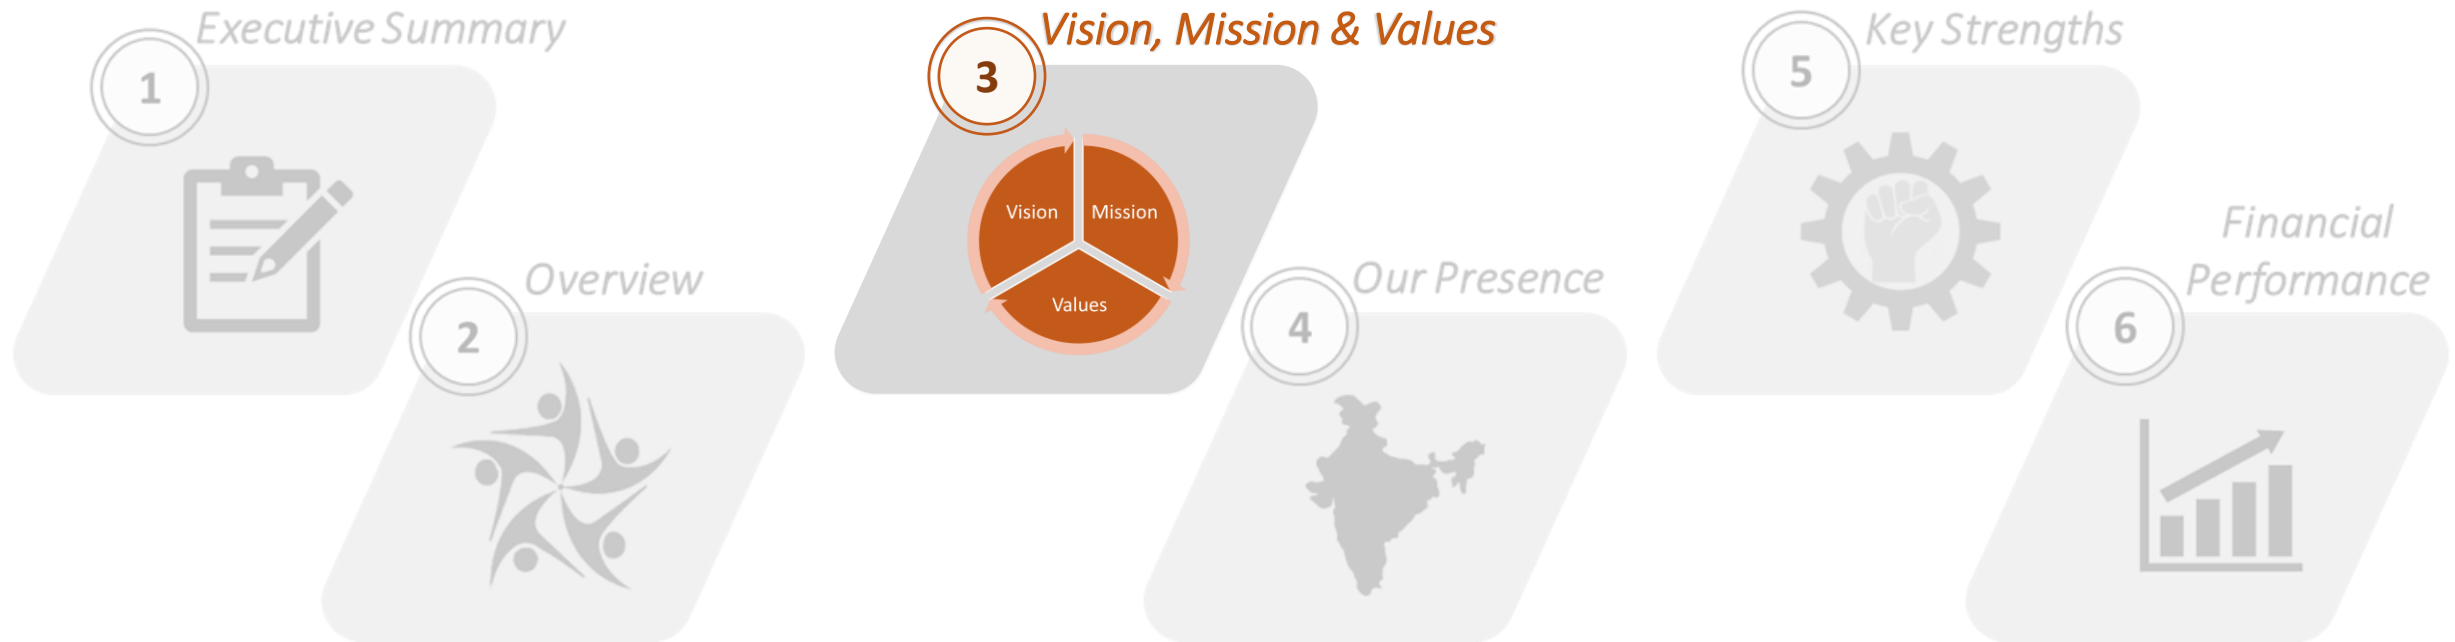 1
Executive Summary
2
Overview
3
Vision, Mission & Values
Vision
Mission
Values
4
Our Presence
5
Key Strengths
6
Financial
Performance